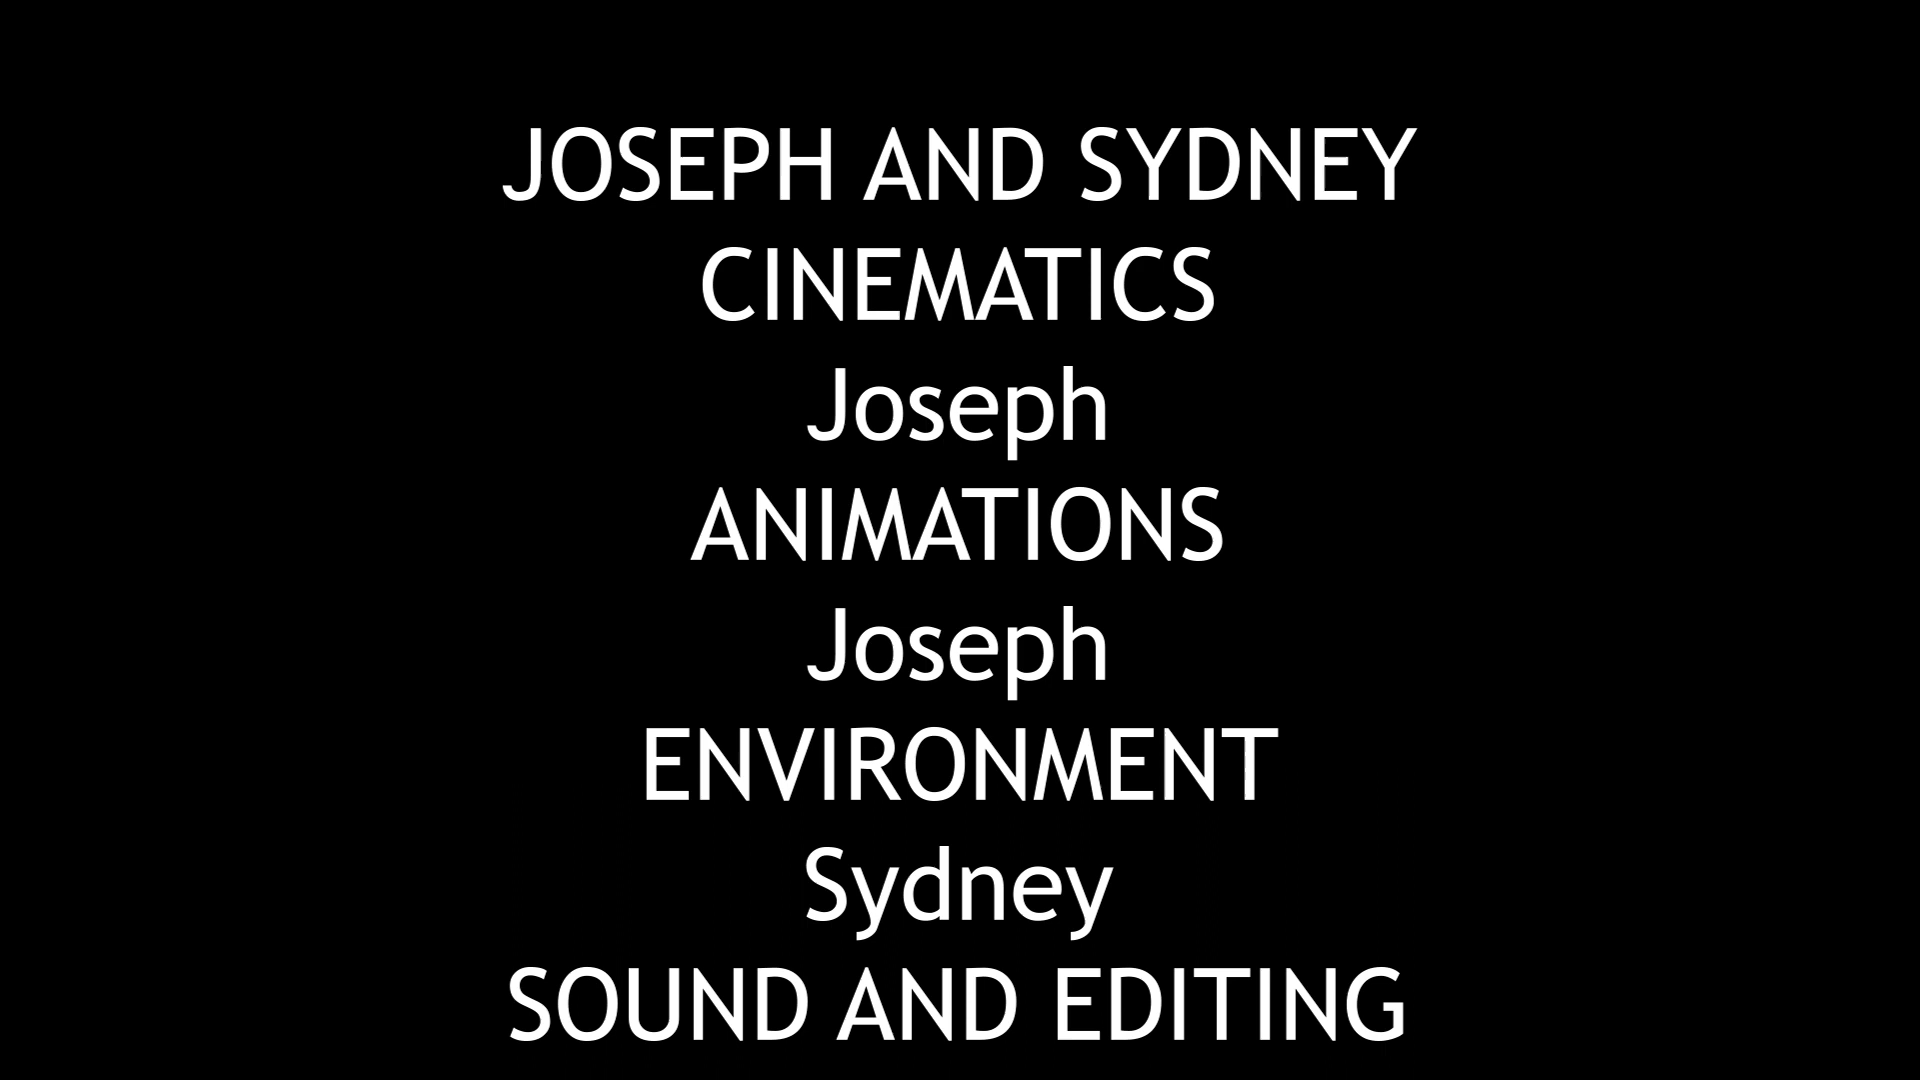 JOSEPH AND SYDNEY
CINEMATICS
Joseph
ANIMATIONS
Joseph
ENVIRONMENT
Sydney
SOUND AND EDITING